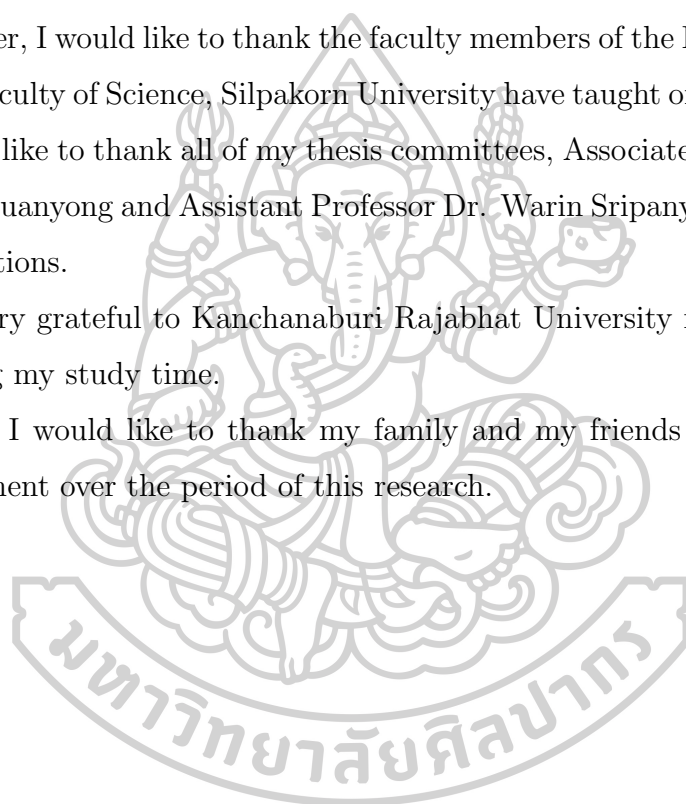 er, I would like to thank the faculty members of the
culty of Science, Silpakorn University have taught
like to thank all of my thesis committees, Associate
uanyong and Assistant Professor Dr. Warin Sripany
tions.
ry grateful to Kanchanaburi Rajabhat University
my study time.
I would like to thank my family and my friends
ent over the period of this research.
มหาวิทยาลัยศิลปากร